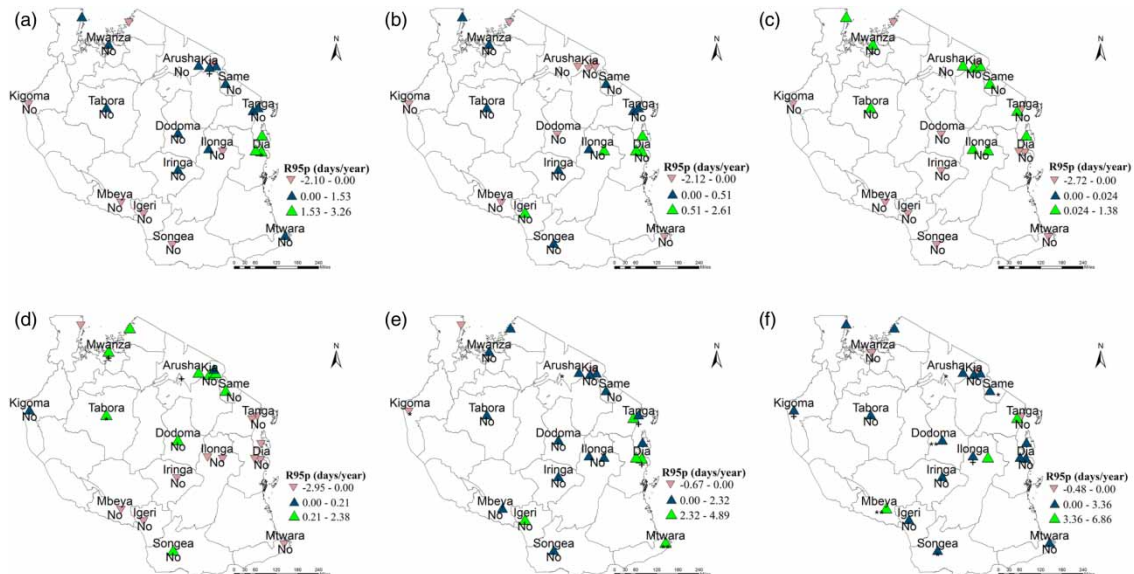 (a)
N
Mwanza
No
Arusha Kia
No +
Same
No
Kigoma
No
Tabora
No
Tanga
No
Dodoma
No
Ilonga
No
Dia
No
Iringa
No
R95p (days/year)
-2.10 - 0.00
0.00 - 1.53
1.53 - 3.26
Mbeya
No
Igeri
No
Songea
No
Mtwara
No
(b)
N
Mwanza
No
Arusha Kia
No No
Same
No
Kigoma
No
Tabora
No
Tanga
No
Dodoma
No
Ilonga
No
Dia
No
Iringa
No
R95p (days/year)
-2.12 - 0.00
0.00 - 0.51
0.51 - 2.61
Mbeya
No
Igeri
No
Songea
No
Mtwara
No
(c)
N
Mwanza
No
Arusha Kia
No No
Same
No
Kigoma
No
Tabora
No
Tanga
No
Dodoma
No
Ilonga
No
Dia
No
Iringa
No
R95p (days/year)
-2.72 - 0.00
0.00 - 0.024
0.024 - 1.38
Mbeya
No
Igeri
No
Songea
No
Mtwara
No
(d)
N
Mwanza
+
Arusha Kia
+ No
Same
No
Kigoma
No
Tabora
Tanga
No
Dodoma
No
Ilonga
No
Dia
No
Iringa
No
R95p (days/year)
-2.95 - 0.00
0.00 - 0.21
0.21 - 2.38
Mbeya
No
Igeri
No
Songea
No
Mtwara
No
(e)
N
Mwanza
No
Arusha Kia
* No
Same
No
Kigoma
*
Tabora
No
Tanga
+
Dodoma
No
Ilonga
No
Dia
+
Iringa
No
R95p (days/year)
-0.67 - 0.00
0.00 - 2.32
2.32 - 4.89
Mbeya
No
Igeri
No
Songea
No
Mtwara
(f)
N
Mwanza
No
Arusha Kia
* No
Same
*
Kigoma
+
Tabora
No
Tanga
No
Dodoma
**
Ilonga
+
Dia
No
Iringa
No
R95p (days/year)
-0.48 - 0.00
0.00 - 3.36
3.36 - 6.86
Mbeya
**
Igeri
No
Songea
Mtwara
No